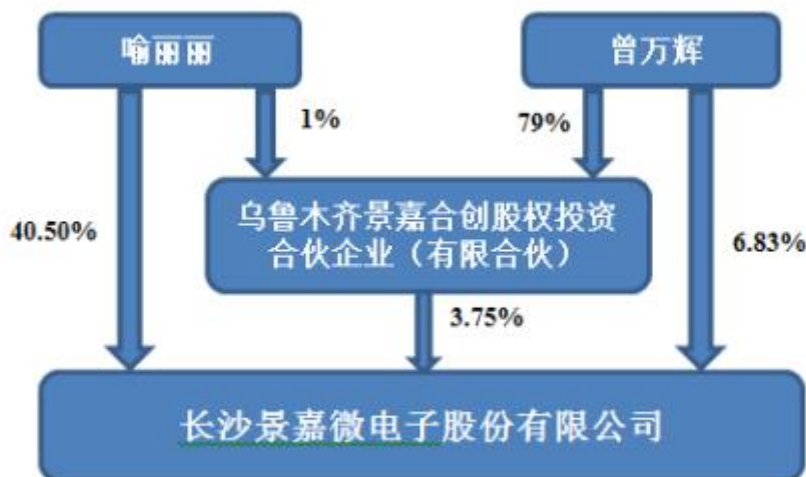 喻丽丽
曾万辉
1%
79%
40.50%
乌鲁木齐景嘉合创股权投资
合伙企业（有限合伙）
6.83%
3.75%
长沙景嘉微电子股份有限公司